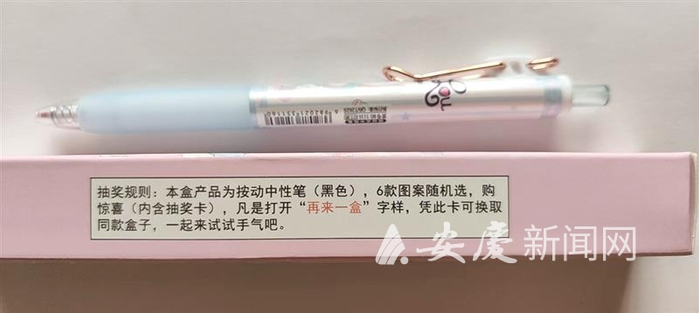 抽奖规则：本盒产品为按动中性笔（黑色），6款图案随机选，购
惊喜（内含抽奖卡），凡是打开“再来一盒”字样，凭此卡可换取
同款盒子，一起来试试手气吧。
安庆新闻网